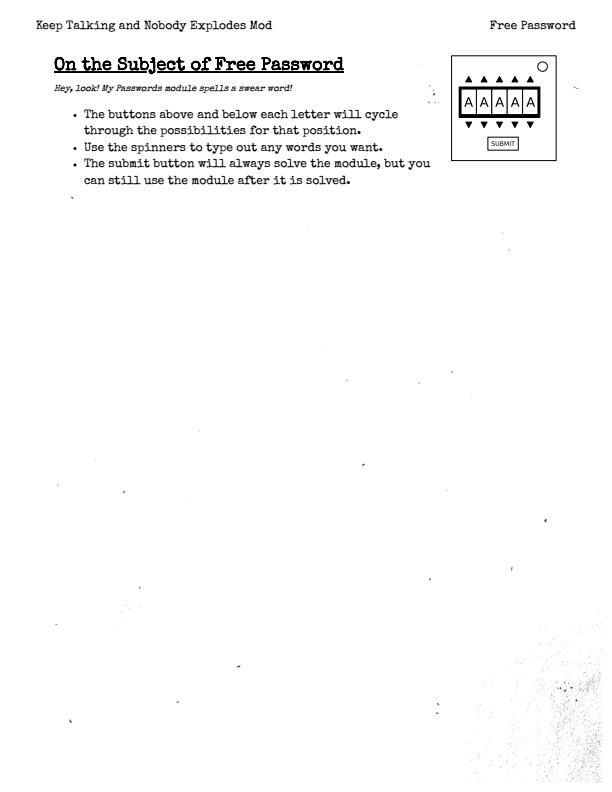 Keep Talking and Nobody Explodes Mod
Free Password
On the Subject of Free Password
Hey, look! My Passwords module spells a swear word!
• The buttons above and below each letter will cycle
through the possibilities for that position.
• Use the spinners to type out any words you want.
• The submit button will always solve the module, but you
can still use the module after it is solved.
A A A A A
SUBMIT